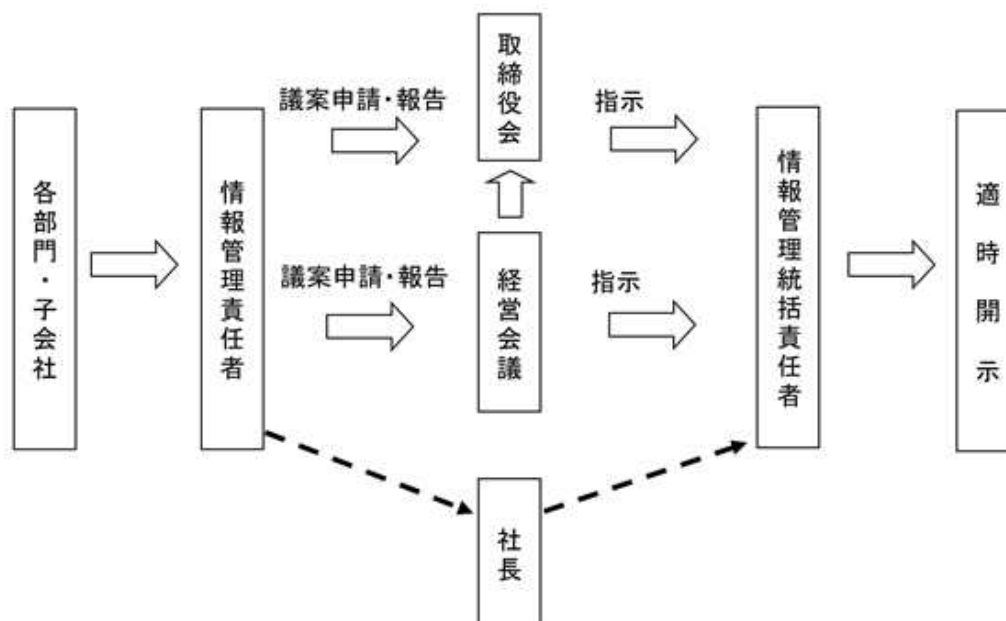 各部門・子会社
情報管理責任者
議案申請・報告
議案申請・報告
取締役会
経営会議
社長
指示
指示
情報管理統括責任者
適時開示